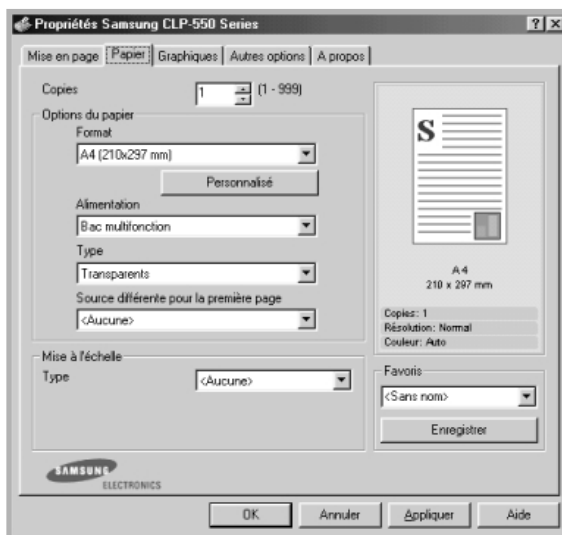 Propriétés Samsung CLP-550 Series
Mise en page Papier Graphiques Autres options A propos
Copies 1 (1 - 999)
Options du papier
Format
A4 (210x297 mm)
Personnalisé
Alimentation
Bac multifonction
Type
Transparents
Source différente pour la première page
<Aucune>
Mise à l'échelle
Type <Aucune>
S
A4
210 x 297 mm
Copies: 1
Résolution: Normal
Couleur: Auto
Favoris
<Sans nom>
Enregistrer
SAMSUNG
ELECTRONICS
OK Annuler Appliquer Aide